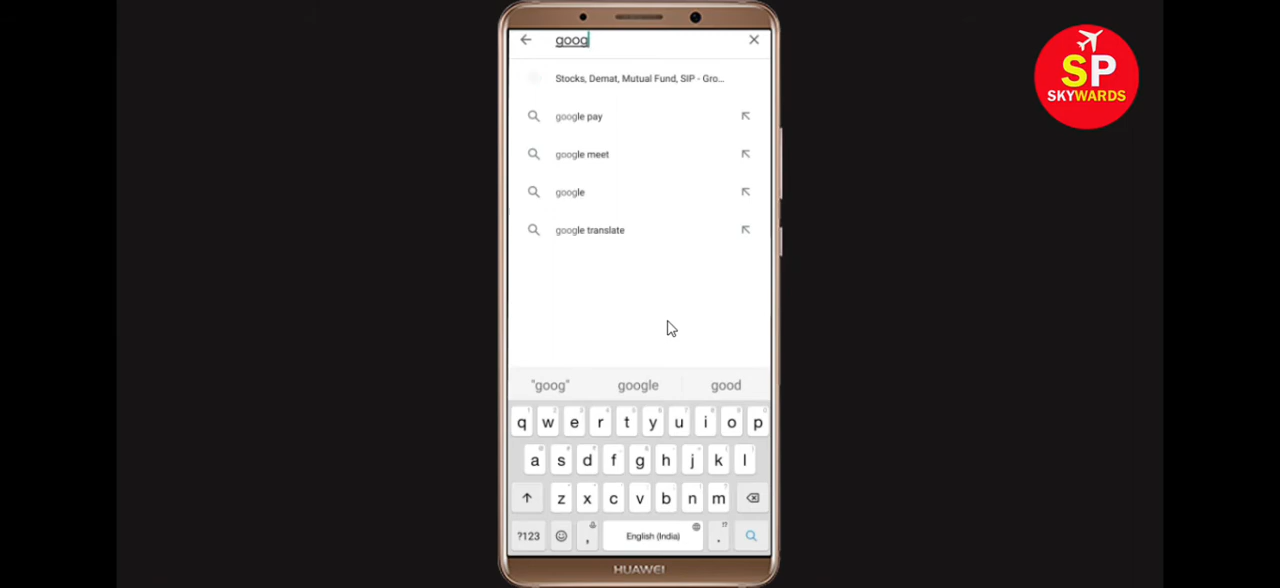 goog
Stocks, Demat, Mutual Fund, SIP - Gro...
google pay
google meet
google
google translate
"goog" google good
q w e r t y u i o p
a s d f g h j k l
z x c v b n m
?123 , English (India) .
HUAWEI
SP
SKYWARDS